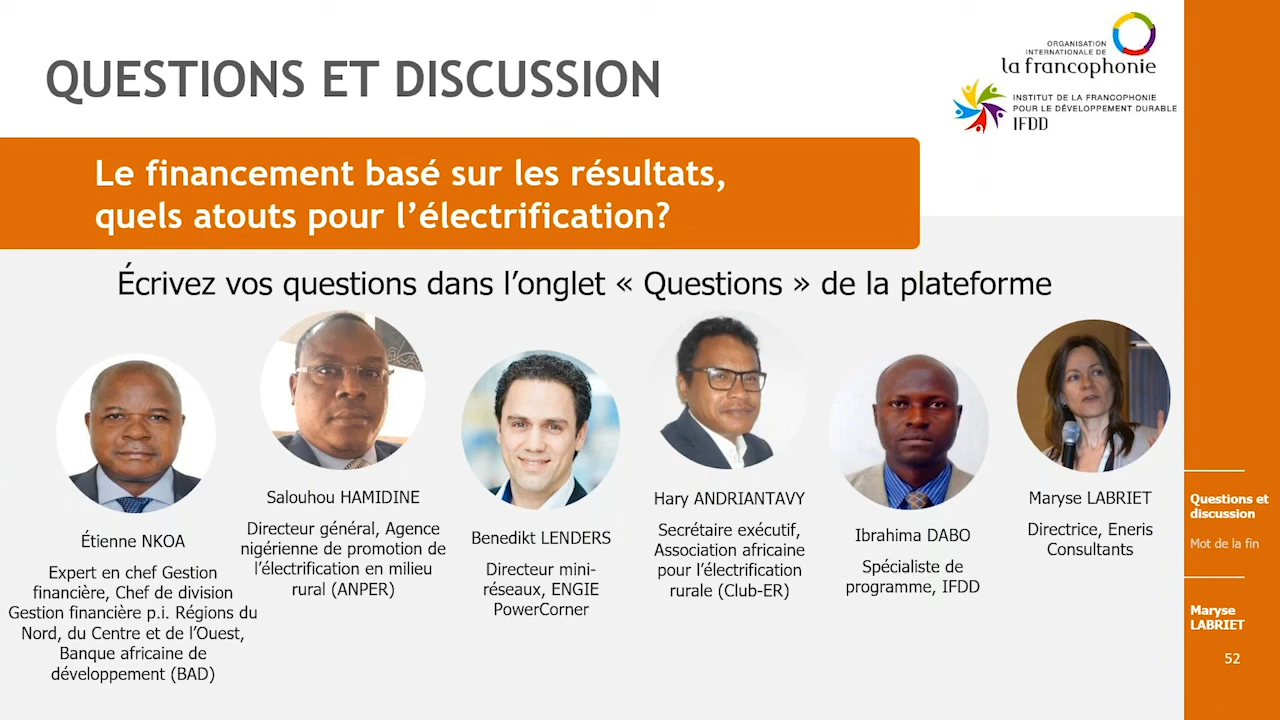 QUESTIONS ET DISCUSSION
ORGANISATION
INTERNATIONALE DE
la francophonie
INSTITUT DE LA FRANCOPHONIE
POUR LE DÉVELOPPEMENT DURABLE
IFDD
Le financement basé sur les résultats,
quels atouts pour l’électrification?
Écrivez vos questions dans l’onglet « Questions » de la plateforme
Étienne NKOA
Expert en chef Gestion
financière, Chef de division
Gestion financière p.i. Régions du
Nord, du Centre et de l’Ouest,
Banque africaine de
développement (BAD)
Salouhou HAMIDINE
Directeur général, Agence
nigérienne de promotion de
l’électrification en milieu
rural (ANPER)
Benedikt LENDERS
Directeur mini-
réseaux, ENGIE
PowerCorner
Hary ANDRIANTAVY
Secrétaire exécutif,
Association africaine
pour l’électrification
rurale (Club-ER)
Ibrahima DABO
Spécialiste de
programme, IFDD
Maryse LABRIET
Directrice, Eneris
Consultants
Questions et
discussion
Mot de la fin
Maryse
LABRIET
52